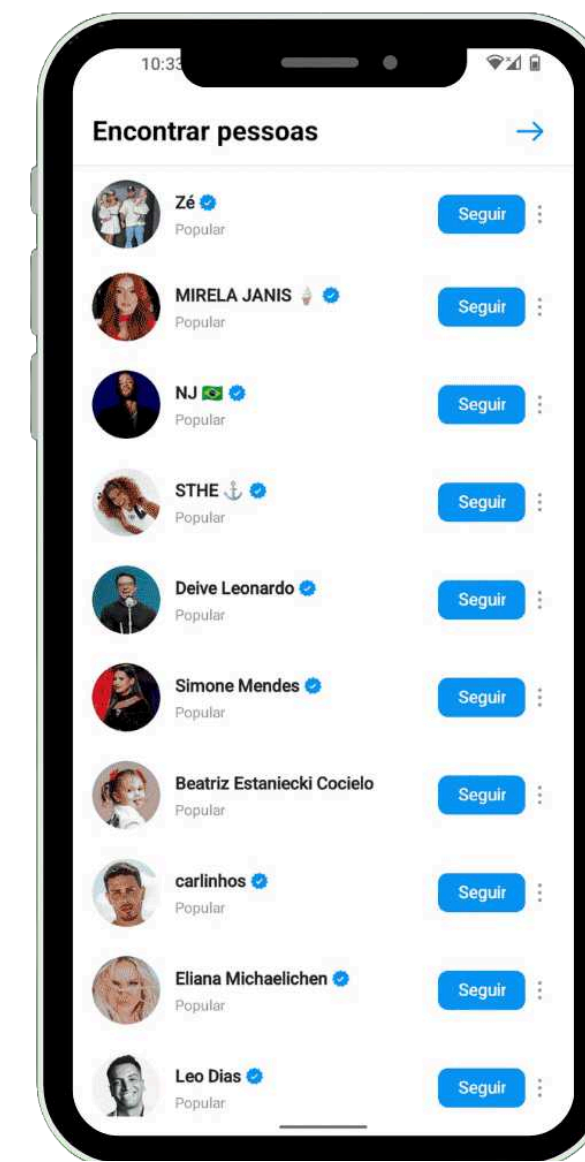 10:33
Encontrar pessoas →
Zé
Popular
Seguir
MIRELA JANIS 🍦
Popular
Seguir
NJ 🇧🇷
Popular
Seguir
STHE ⚓
Popular
Seguir
Deive Leonardo
Popular
Seguir
Simone Mendes
Popular
Seguir
Beatriz Estaniecki Cocielo
Popular
Seguir
carlinhos
Popular
Seguir
Eliana Michaelichen
Popular
Seguir
Leo Dias
Popular
Seguir